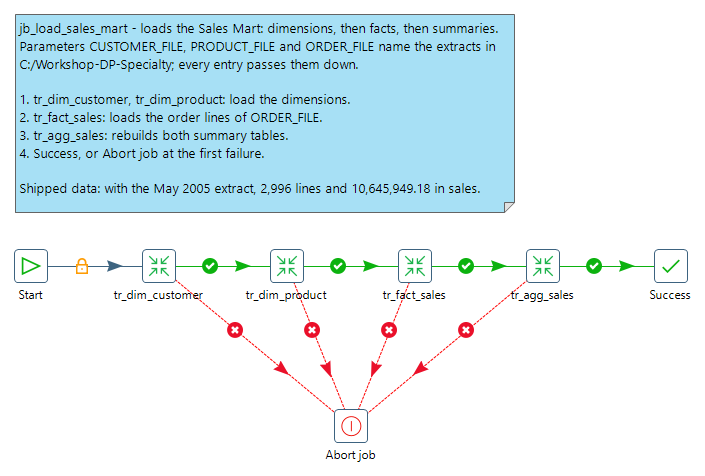 jb_load_sales_mart - loads the Sales Mart: dimensions, then facts, then summaries.
Parameters CUSTOMER_FILE, PRODUCT_FILE and ORDER_FILE name the extracts in
C:/Workshop-DP-Specialty; every entry passes them down.
1. tr_dim_customer, tr_dim_product: load the dimensions.
2. tr_fact_sales: loads the order lines of ORDER_FILE.
3. tr_agg_sales: rebuilds both summary tables.
4. Success, or Abort job at the first failure.
Shipped data: with the May 2005 extract, 2,996 lines and 10,645,949.18 in sales.
Start
tr_dim_customer
tr_dim_product
tr_fact_sales
tr_agg_sales
Success
Abort job